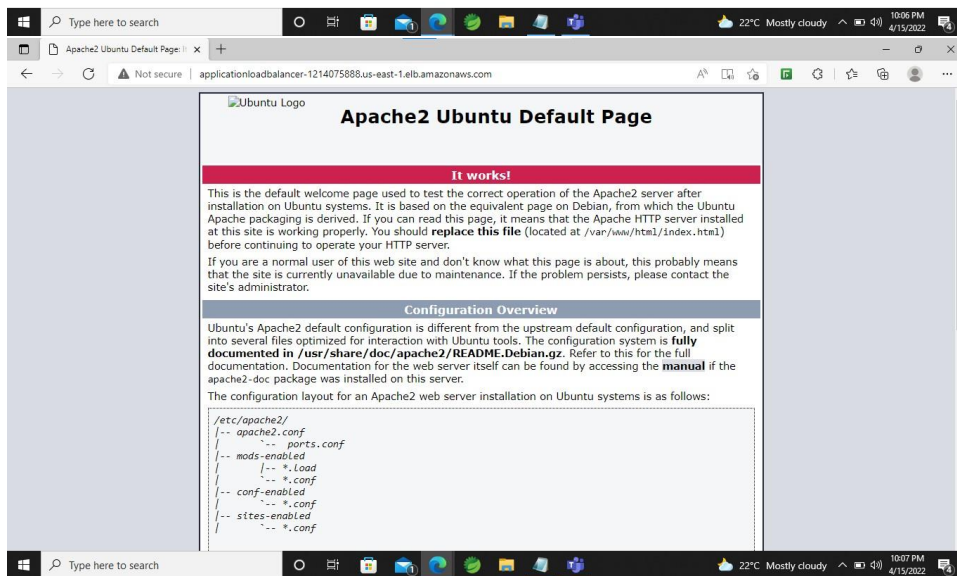 Type here to search
22°C Mostly cloudy
10:06 PM
4/15/2022
4
Apache2 Ubuntu Default Page: I
Not secure
applicationloadbalancer-1214075888.us-east-1.elb.amazonaws.com
Ubuntu Logo
Apache2 Ubuntu Default Page
It works!
This is the default welcome page used to test the correct operation of the Apache2 server after
installation on Ubuntu systems. It is based on the equivalent page on Debian, from which the Ubuntu
Apache packaging is derived. If you can read this page, it means that the Apache HTTP server installed
at this site is working properly. You should replace this file (located at /var/www/html/index.html)
before continuing to operate your HTTP server.
If you are a normal user of this web site and don't know what this page is about, this probably means
that the site is currently unavailable due to maintenance. If the problem persists, please contact the
site's administrator.
Configuration Overview
Ubuntu's Apache2 default configuration is different from the upstream default configuration, and split
into several files optimized for interaction with Ubuntu tools. The configuration system is fully
documented in /usr/share/doc/apache2/README.Debian.gz. Refer to this for the full
documentation. Documentation for the web server itself can be found by accessing the manual if the
apache2-doc package was installed on this server.
The configuration layout for an Apache2 web server installation on Ubuntu systems is as follows:
/etc/apache2/
|-- apache2.conf
|       `--  ports.conf
|-- mods-enabled
|       |-- *.load
|       `-- *.conf
|-- conf-enabled
|       `-- *.conf
|-- sites-enabled
|       `-- *.conf
Type here to search
22°C Mostly cloudy
10:07 PM
4/15/2022
4